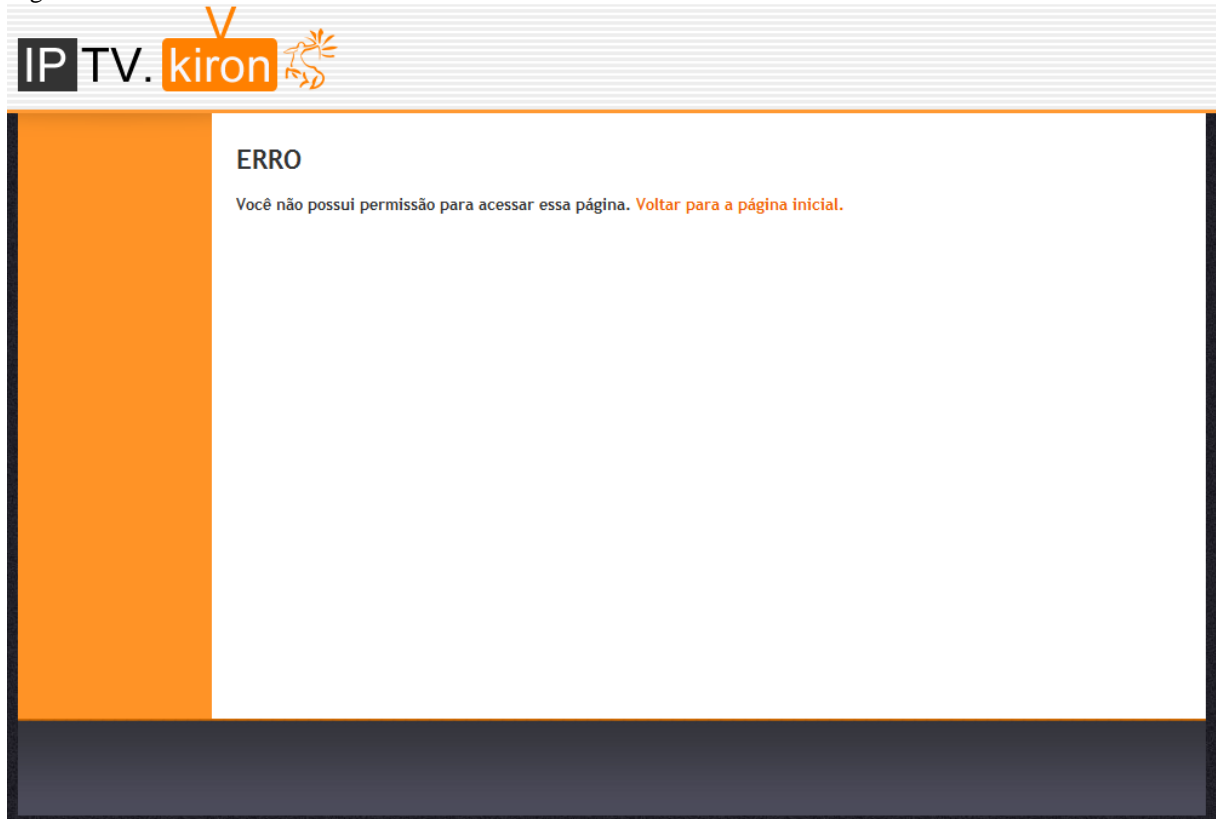 IP TV. kiron
ERRO
Você não possui permissão para acessar essa página. Voltar para a página inicial.